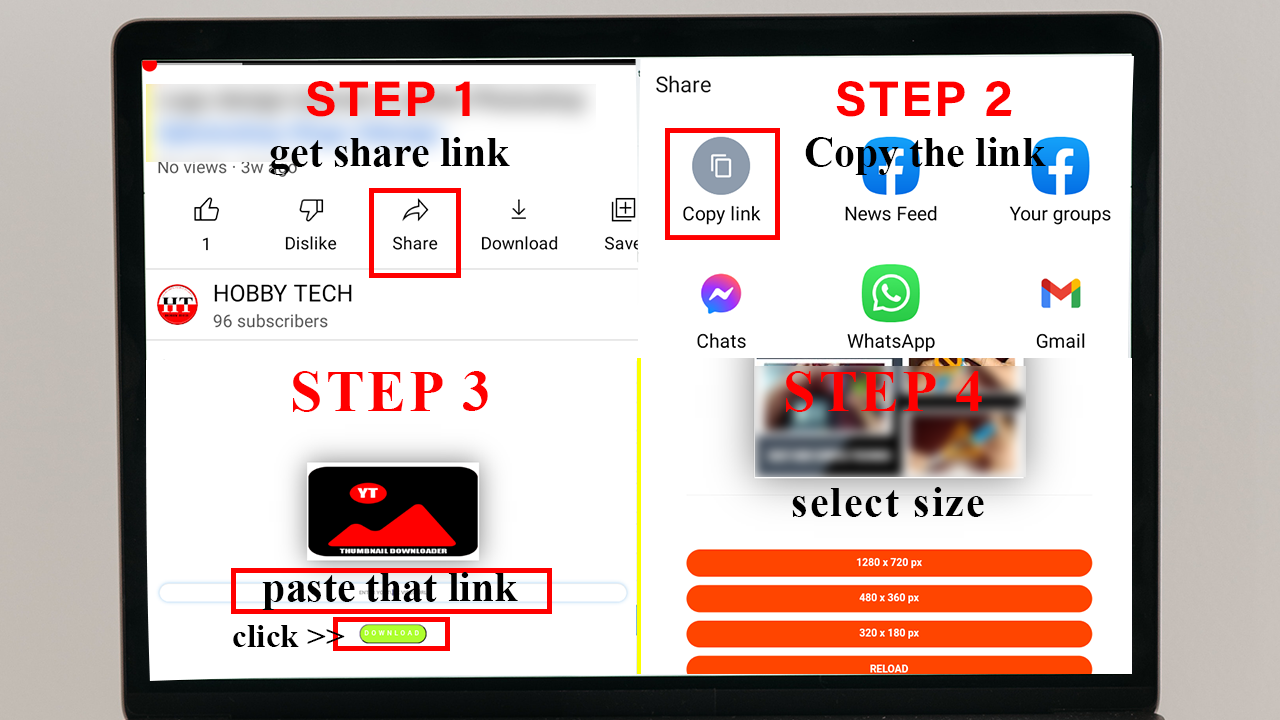 STEP 1
get share link
No views · 3w ago
1
Dislike
Share
Download
Save
HOBBY TECH
96 subscribers
Share
STEP 2
Copy the link
Copy link
News Feed
Your groups
Chats
WhatsApp
Gmail
STEP 3
YT
THUMBNAIL DOWNLOADER
paste that link
click >>
DOWNLOAD
STEP 4
select size
1280 x 720 px
480 x 360 px
320 x 180 px
RELOAD